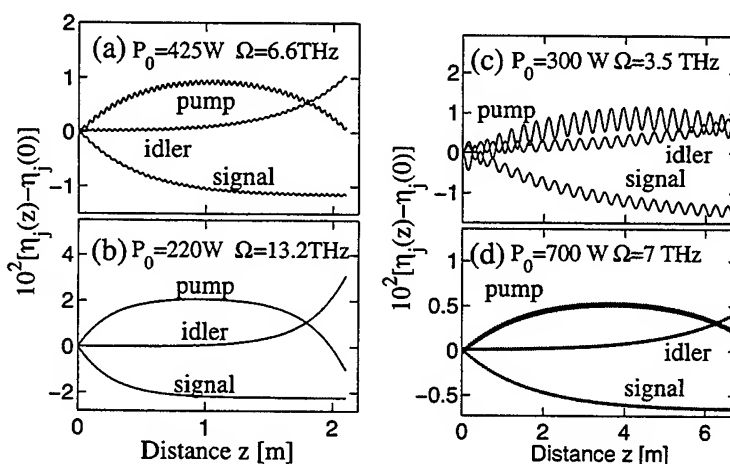 (a) P₀=425W Ω=6.6THz
pump
idler
signal
2
1
0
−1
10²[ηⱼ(z)−ηⱼ(0)]
(b) P₀=220W Ω=13.2THz
pump
idler
signal
4
2
0
−2
0
1
2
Distance z [m]
(c) P₀=300 W Ω=3.5 THz
pump
idler
signal
2
1
0
−1
10²[ηⱼ(z)−ηⱼ(0)]
(d) P₀=700 W Ω=7 THz
pump
idler
signal
1
0.5
0
−0.5
0
2
4
6
Distance z [m]